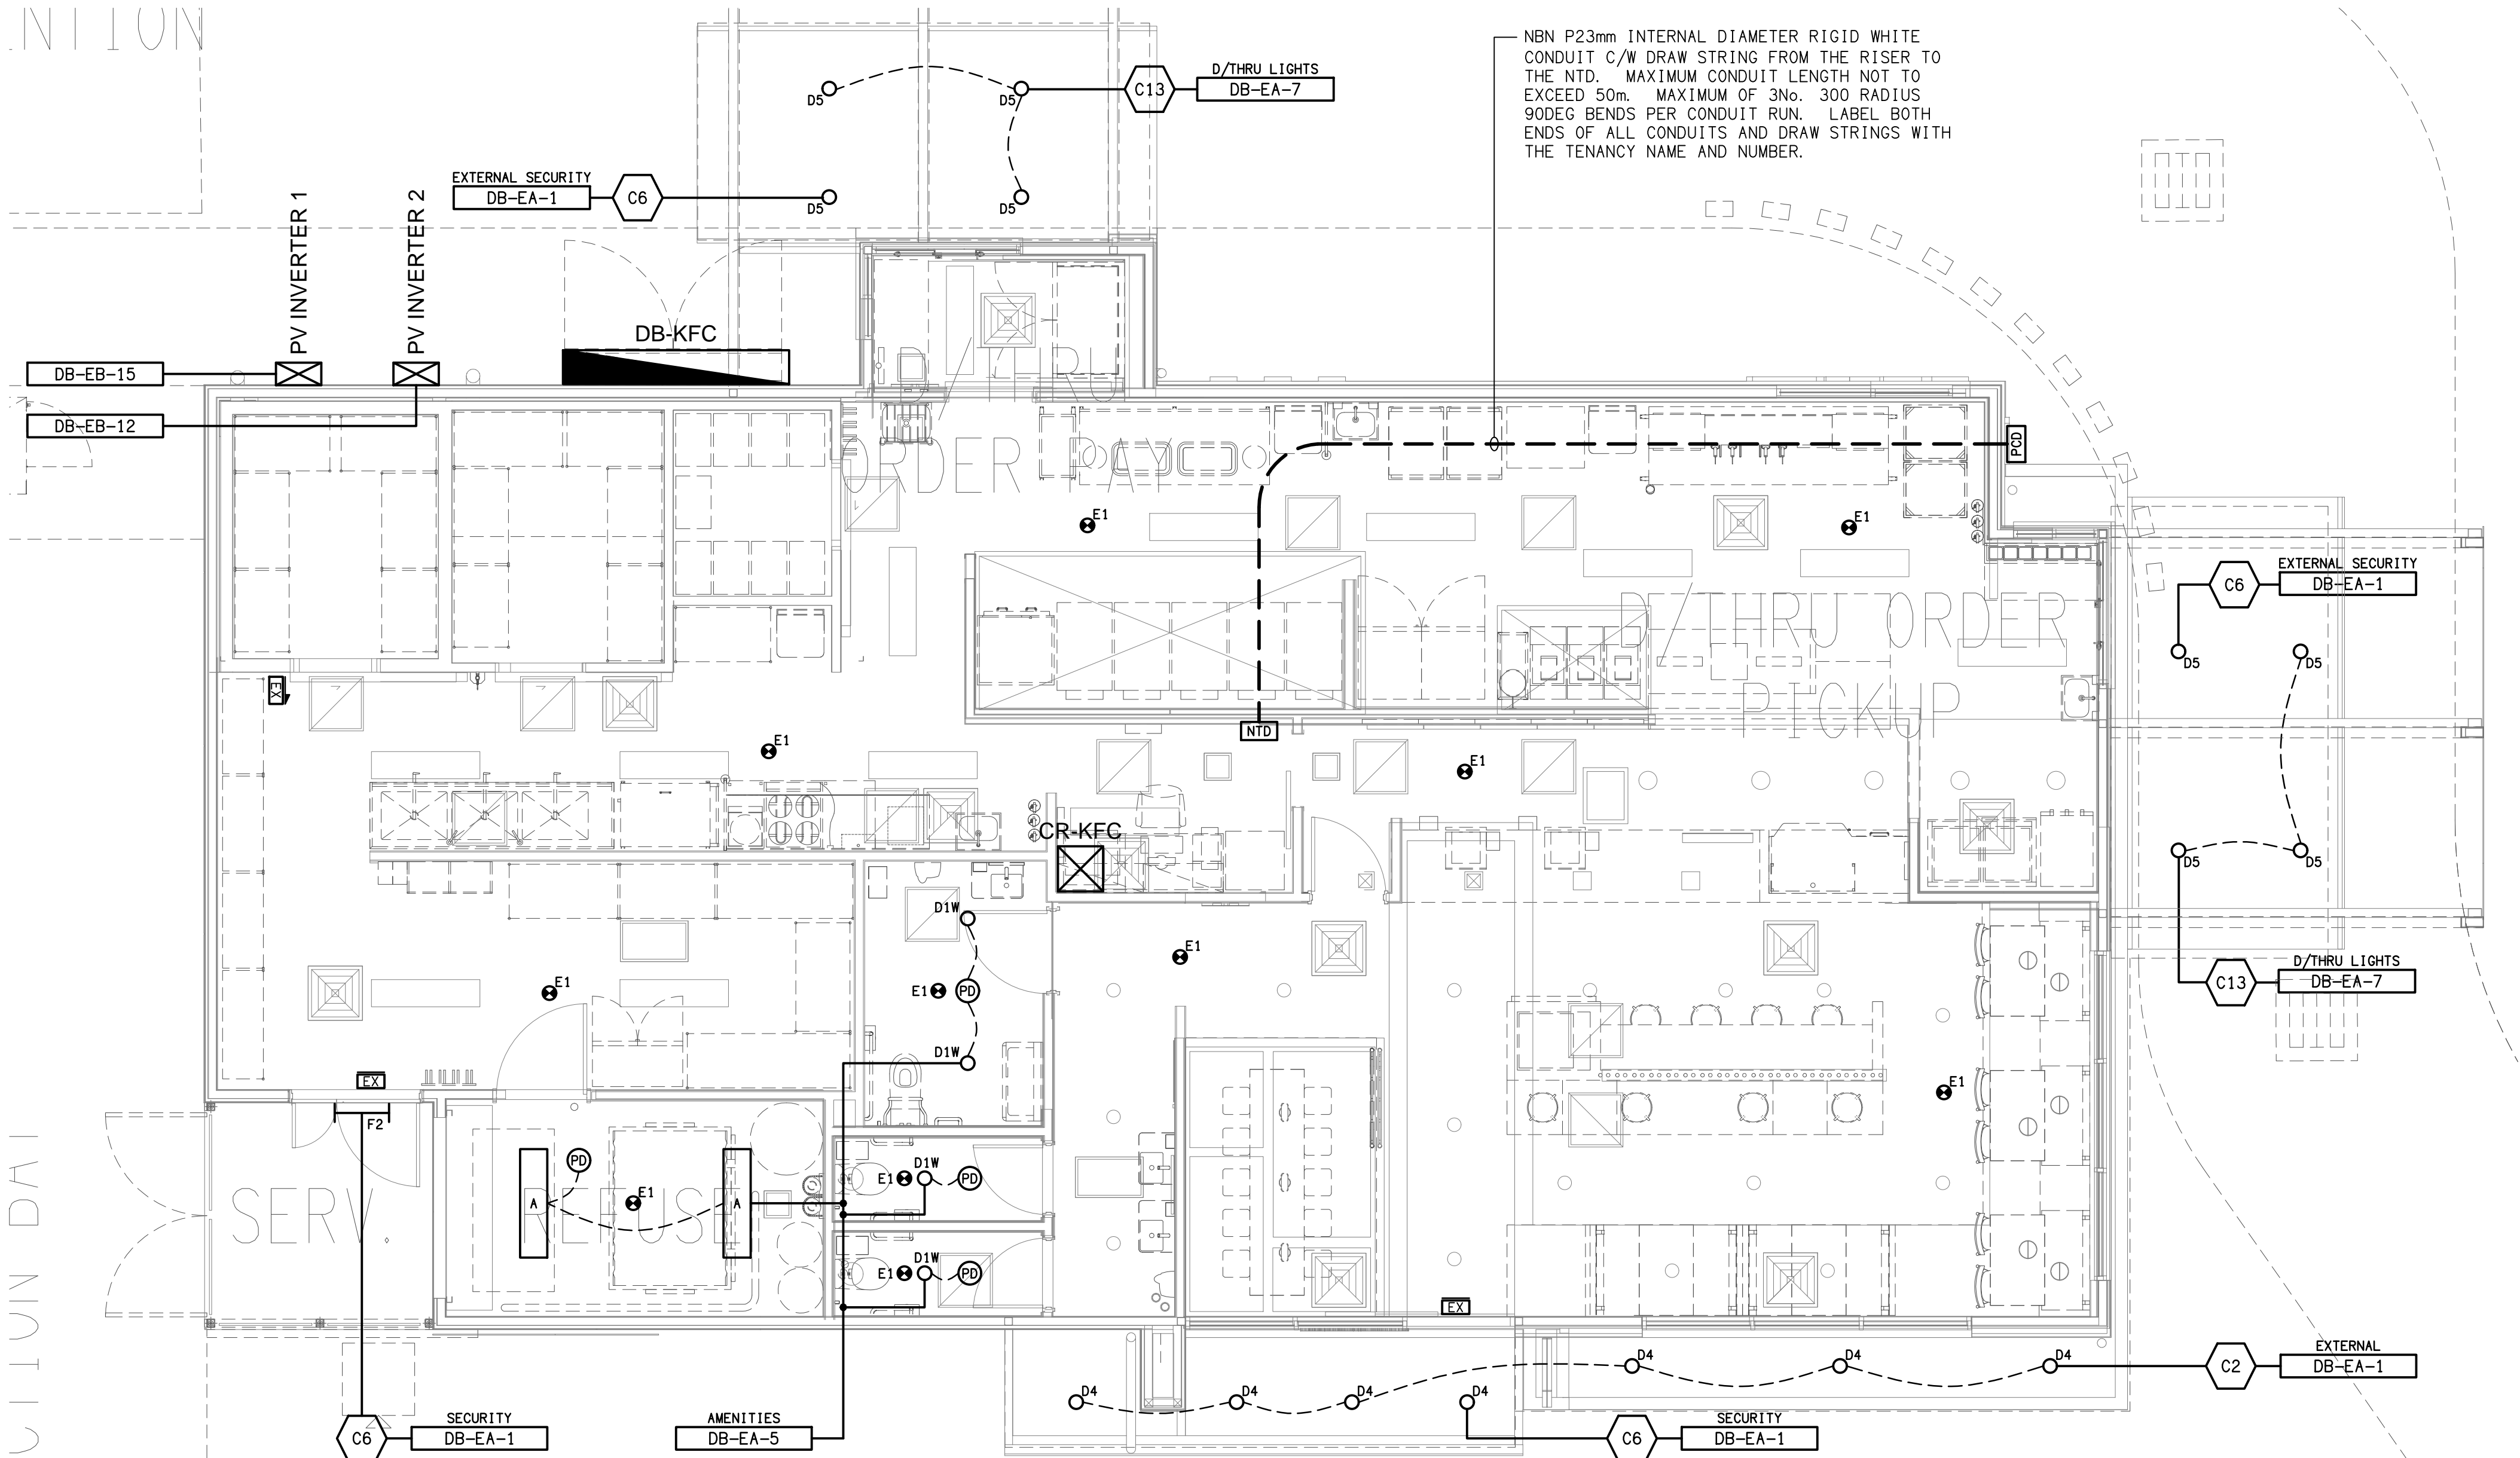 NTION
NBN P23mm INTERNAL DIAMETER RIGID WHITE
CONDUIT C/W DRAW STRING FROM THE RISER TO
THE NTD. MAXIMUM CONDUIT LENGTH NOT TO
EXCEED 50m. MAXIMUM OF 3No. 300 RADIUS
90DEG BENDS PER CONDUIT RUN. LABEL BOTH
ENDS OF ALL CONDUITS AND DRAW STRINGS WITH
THE TENANCY NAME AND NUMBER.
D5
D5
C13
D/THRU LIGHTS
DB-EA-7
EXTERNAL SECURITY
DB-EA-1
C6
D5
D5
PV INVERTER 1
PV INVERTER 2
DB-KFC
DB-EB-15
DB-EB-12
D/THRU
ORDER PAY
PCD
E1
E1
D/THRU ORDER
PICKUP
EXTERNAL SECURITY
C6
DB-EA-1
D5
D5
EX
NTD
E1
E1
CR-KFC
D5
D5
D1W
E1
E1
PD
E1
D/THRU LIGHTS
C13
DB-EA-7
D1W
EX
F2
E1
SERV.
REFUSE
A
PD
E1
A
E1
D1W
PD
E1
D1W
PD
EX
D4
D4
D4
D4
D4
D4
D4
C2
EXTERNAL
DB-EA-1
C6
SECURITY
DB-EA-1
AMENITIES
DB-EA-5
C6
SECURITY
DB-EA-1